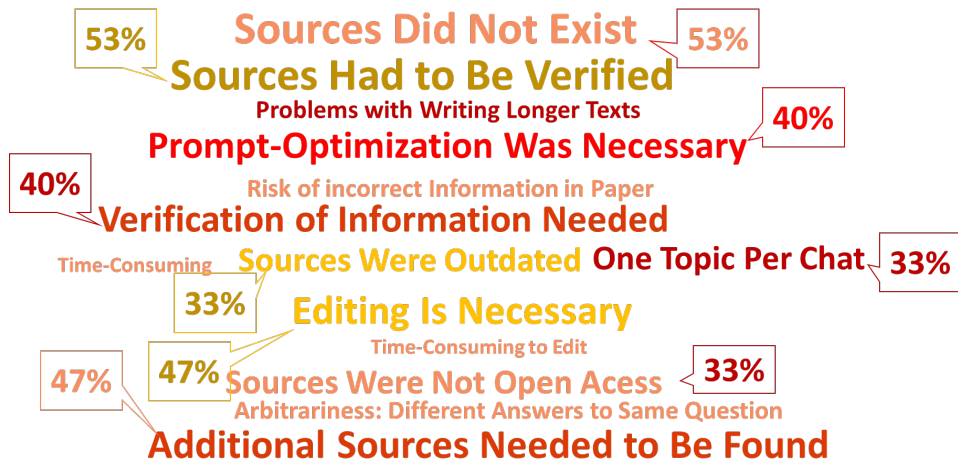 Sources Did Not Exist
53%
53%
Sources Had to Be Verified
Problems with Writing Longer Texts
40%
Prompt-Optimization Was Necessary
40%
Risk of incorrect Information in Paper
Verification of Information Needed
Time-Consuming
Sources Were Outdated
One Topic Per Chat
33%
33%
Editing Is Necessary
Time-Consuming to Edit
47%
47%
Sources Were Not Open Acess
33%
Arbitrariness: Different Answers to Same Question
Additional Sources Needed to Be Found